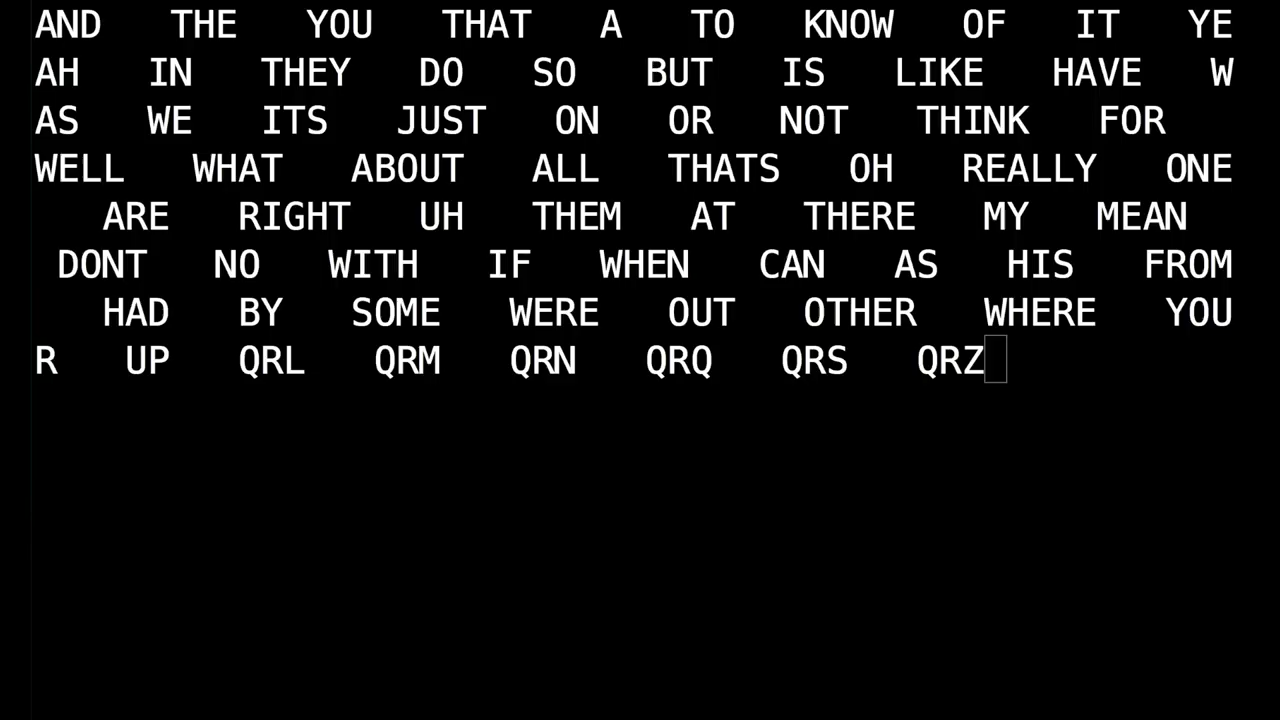 AND THE YOU THAT A TO KNOW OF IT YE
AH IN THEY DO SO BUT IS LIKE HAVE W
AS WE ITS JUST ON OR NOT THINK FOR
WELL WHAT ABOUT ALL THATS OH REALLY ONE
ARE RIGHT UH THEM AT THERE MY MEAN
DONT NO WITH IF WHEN CAN AS HIS FROM
HAD BY SOME WERE OUT OTHER WHERE YOU
R UP QRL QRM QRN QRQ QRS QRZ